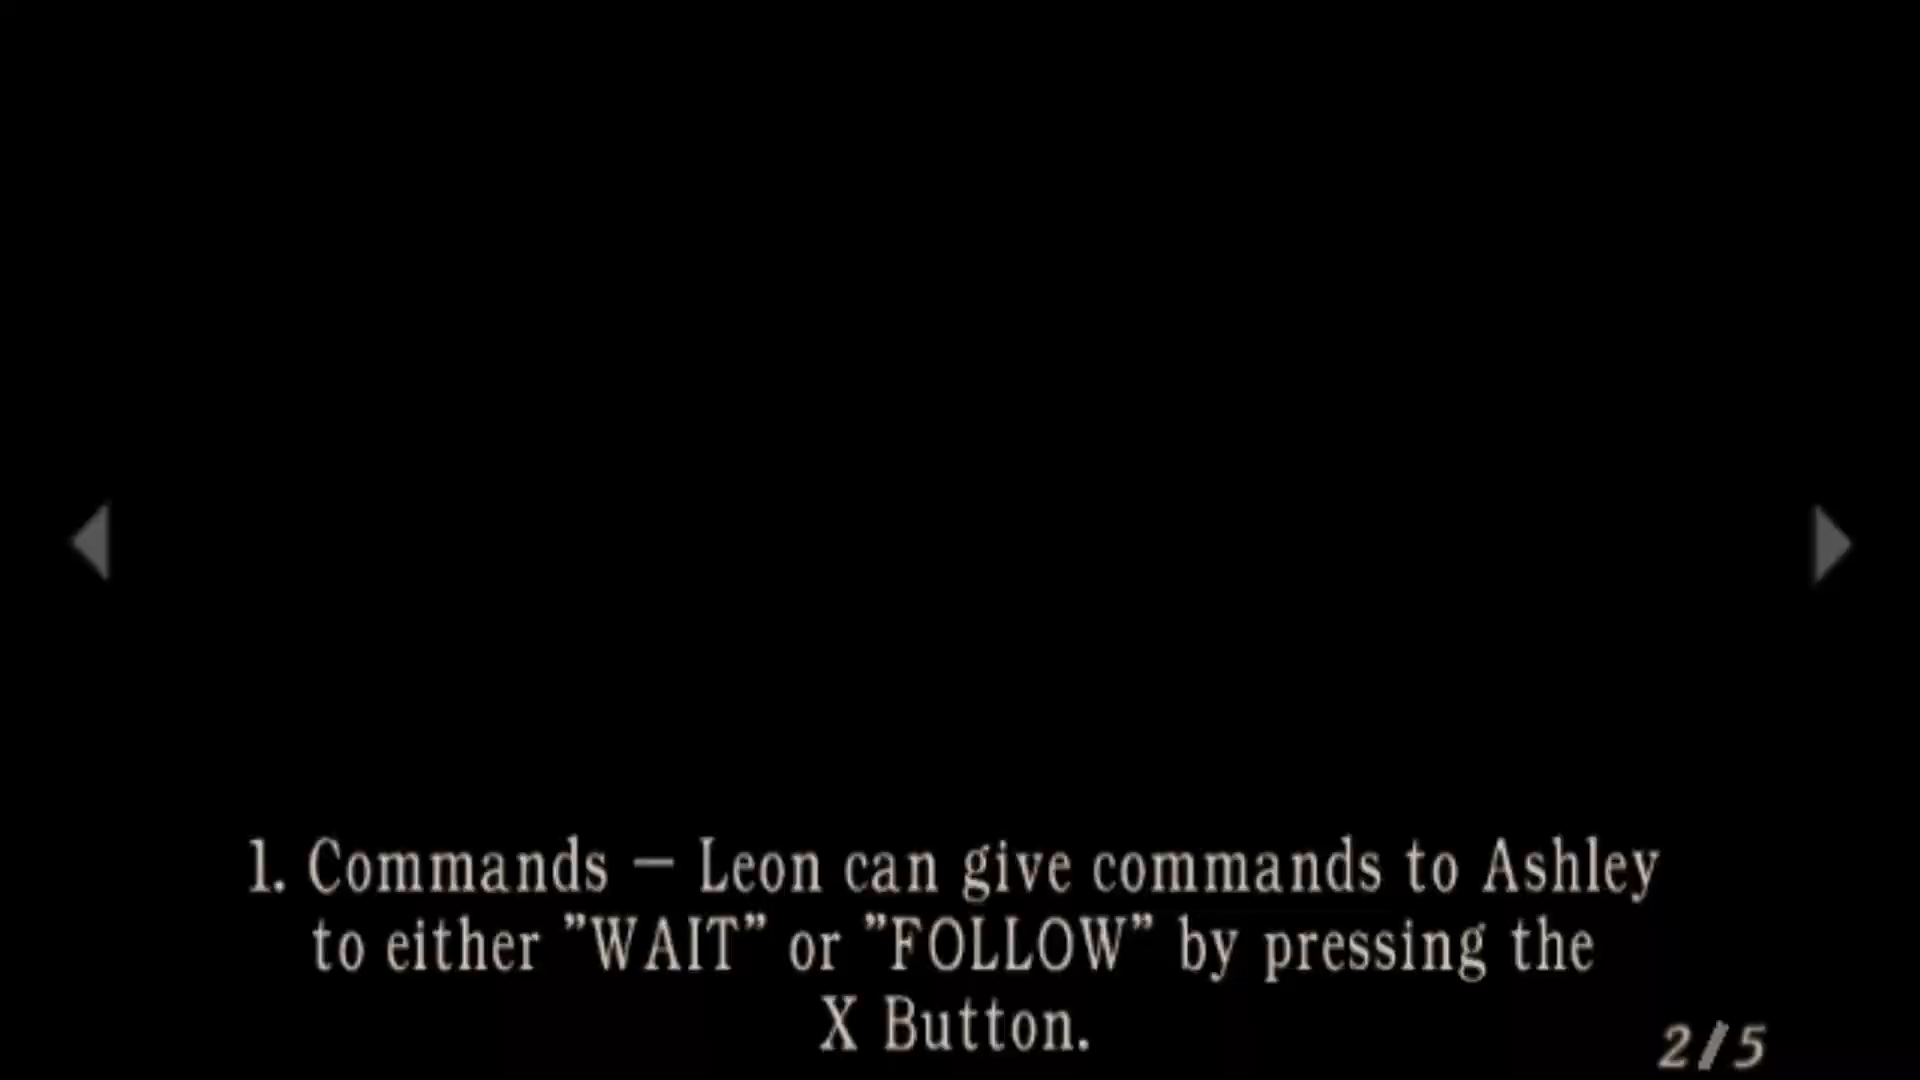 1. Commands — Leon can give commands to Ashley
to either ”WAIT” or ”FOLLOW” by pressing the
X Button.
2/5